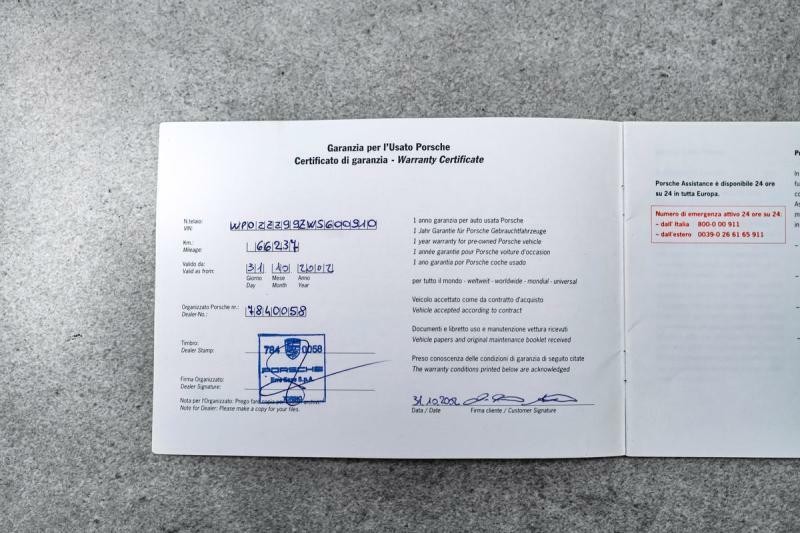 Garanzia per l'Usato Porsche
Certificato di garanzia - Warranty Certificate
N.telaio:
VIN:
WP0ZZZ99ZWS600910
Km.:
Mileage:
66237
Valido da:
Valid as from:
31 10 2002
Giorno Mese Anno
Day Month Year
Organizzato Porsche nr.:
Dealer-No.:
7840058
Timbro:
Dealer Stamp:
784 0058
PORSCHE
Firma Organizzato:
Dealer Signature:
Nota per l'Organizzato: Prego fare copia
Note for Dealer: Please make a copy for your files.
1 anno garanzia per auto usata Porsche
1 Jahr Garantie für Porsche Gebrauchtfahrzeuge
1 year warranty for pre-owned Porsche vehicle
1 année garantie pour Porsche voiture d'occasion
1 ano garantia por Porsche coche usado
per tutto il mondo - weltweit - worldwide - mondial - universal
Veicolo accettato come da contratto d'acquisto
Vehicle accepted according to contract
Documenti e libretto uso e manutenzione vettura ricevuti
Vehicle papers and original maintenance booklet received
Preso conoscenza delle condizioni di garanzia di seguito citate
The warranty conditions printed below are acknowledged
31.10.2002
Data / Date Firma cliente / Customer Signature
Porsche Assistance è disponibile 24 ore
su 24 in tutta Europa.
Numero di emergenza attivo 24 ore su 24:
– dall' Italia 800-0 00 911
– dall'estero 0039-0 26 61 65 911